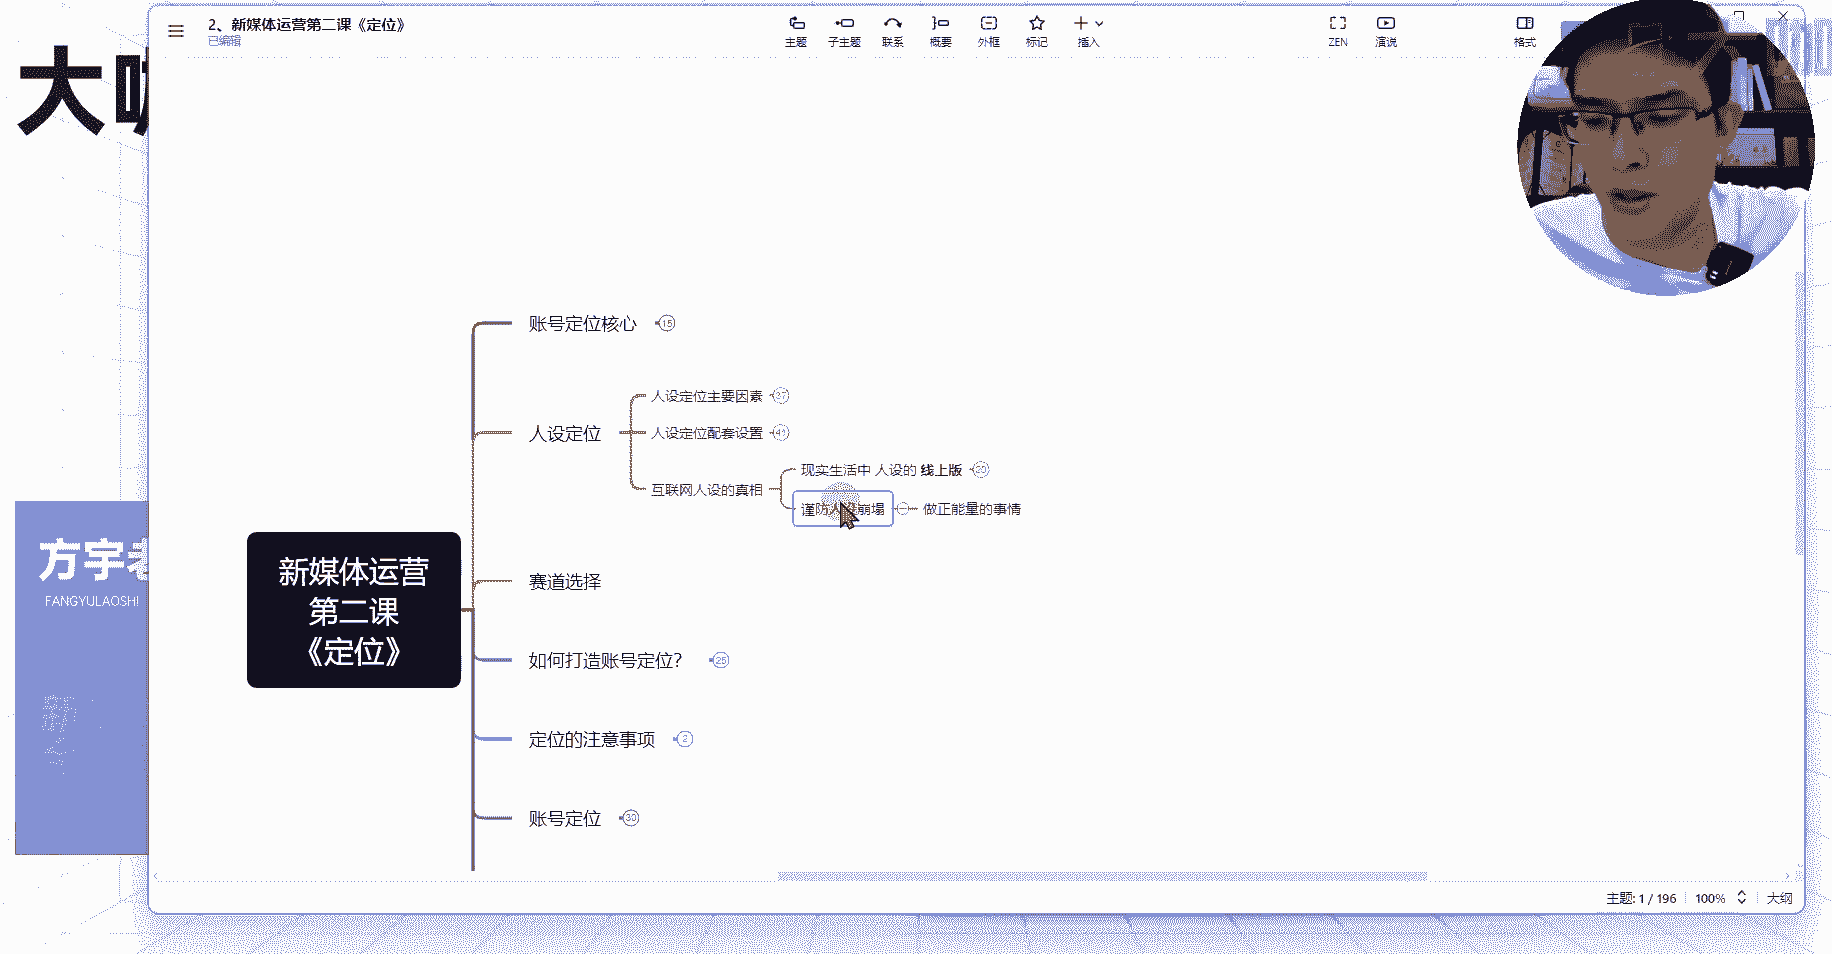 2、新媒体运营第二课《定位》
已编辑
主题
子主题
联系
概要
外框
标记
插入
ZEN
演说
格式
大
方宇老
FANGYULAOSHI
账号定位核心 15
人设定位
人设定位主要因素 37
人设定位配套设置 41
互联网人设的真相
现实生活中 人设的 线上版 20
谨防人设崩塌
做正能量的事情
赛道选择
新媒体运营
第二课
《定位》
如何打造账号定位? 25
定位的注意事项 2
账号定位 30
主题: 1 / 196
100%
大纲